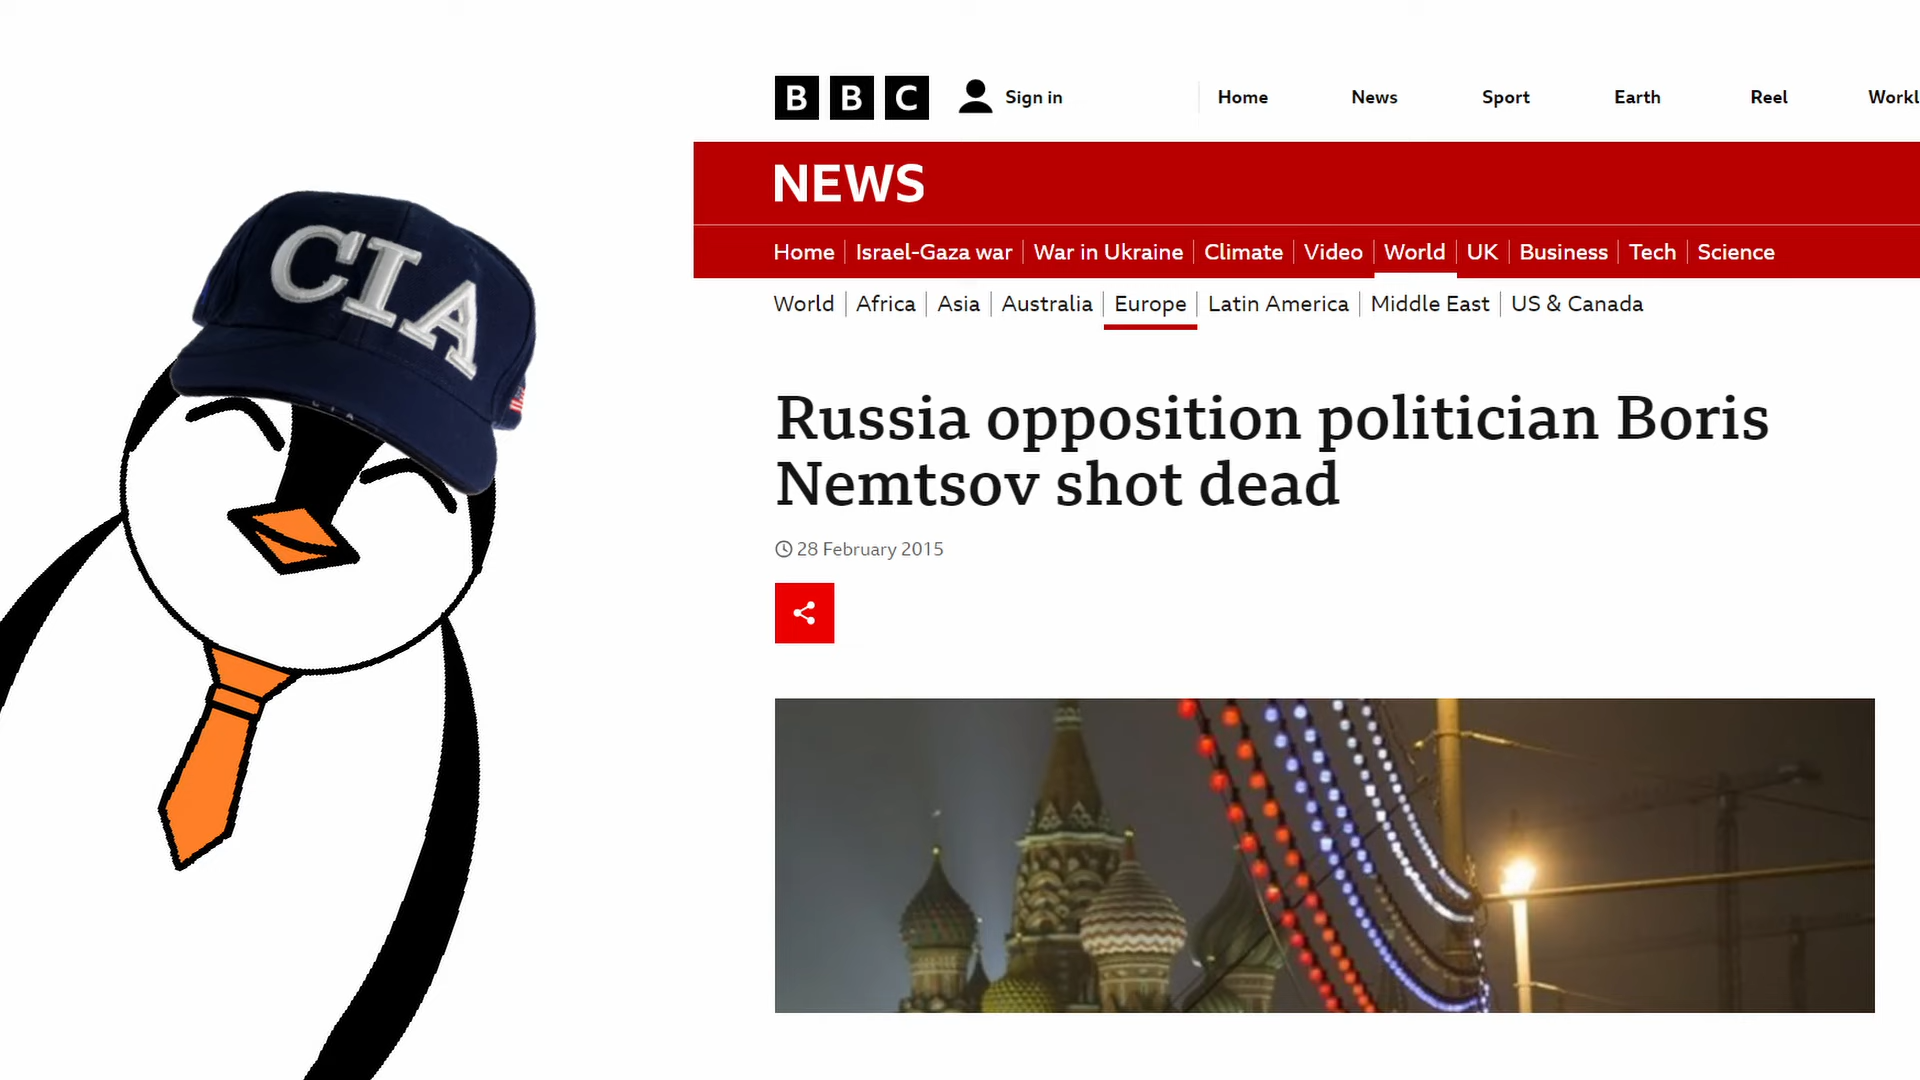 CIA
CIA
BBC
Sign in
Home
News
Sport
Earth
Reel
NEWS
Home
Israel-Gaza war
War in Ukraine
Climate
Video
World
UK
Business
Tech
Science
World
Africa
Asia
Australia
Europe
Latin America
Middle East
US & Canada
Russia opposition politician Boris
Nemtsov shot dead
28 February 2015